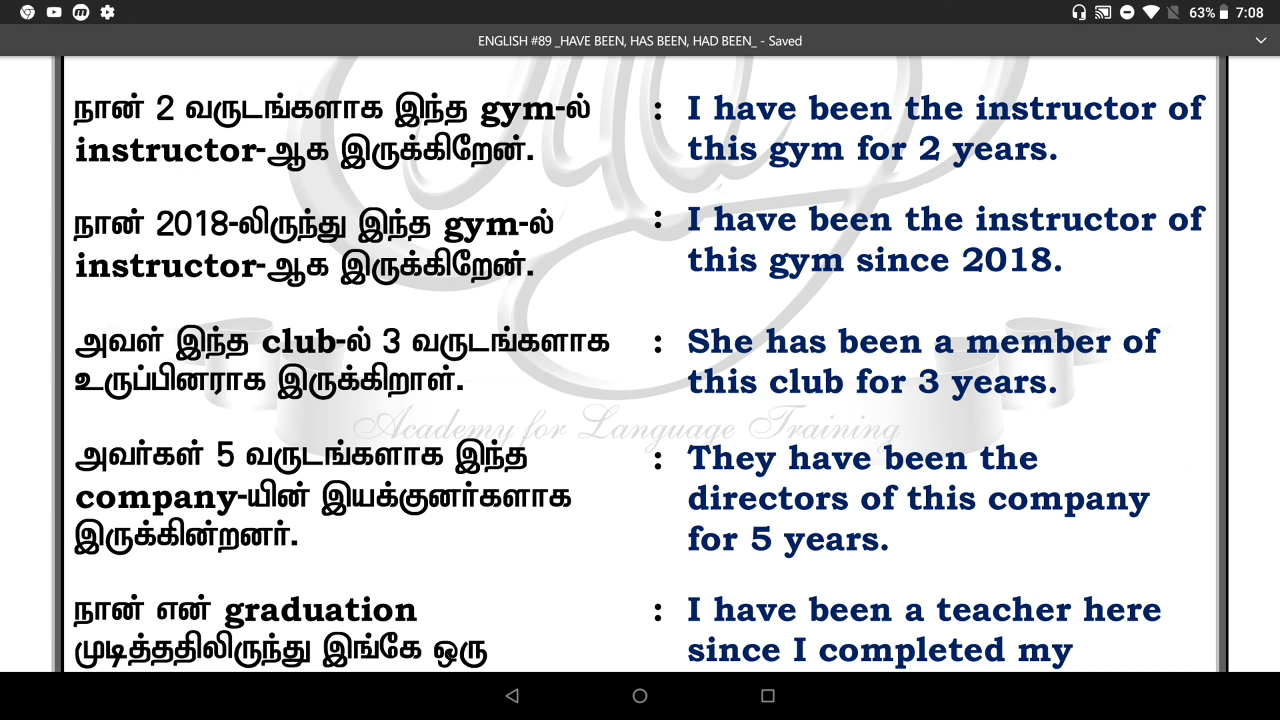 63% 7:08
ENGLISH #89 _HAVE BEEN, HAS BEEN, HAD BEEN_ - Saved
நான் 2 வருடங்களாக இந்த gym-ல் : I have been the instructor of
instructor-ஆக இருக்கிறேன். this gym for 2 years.
நான் 2018-லிருந்து இந்த gym-ல் : I have been the instructor of
instructor-ஆக இருக்கிறேன். this gym since 2018.
அவள் இந்த club-ல் 3 வருடங்களாக : She has been a member of
உருப்பினராக இருக்கிறாள். this club for 3 years.
Academy for Language Training
அவர்கள் 5 வருடங்களாக இந்த : They have been the
company-யின் இயக்குனர்களாக directors of this company
இருக்கின்றனர். for 5 years.
நான் என் graduation : I have been a teacher here
முடித்ததிலிருந்து இங்கே ஒரு since I completed my